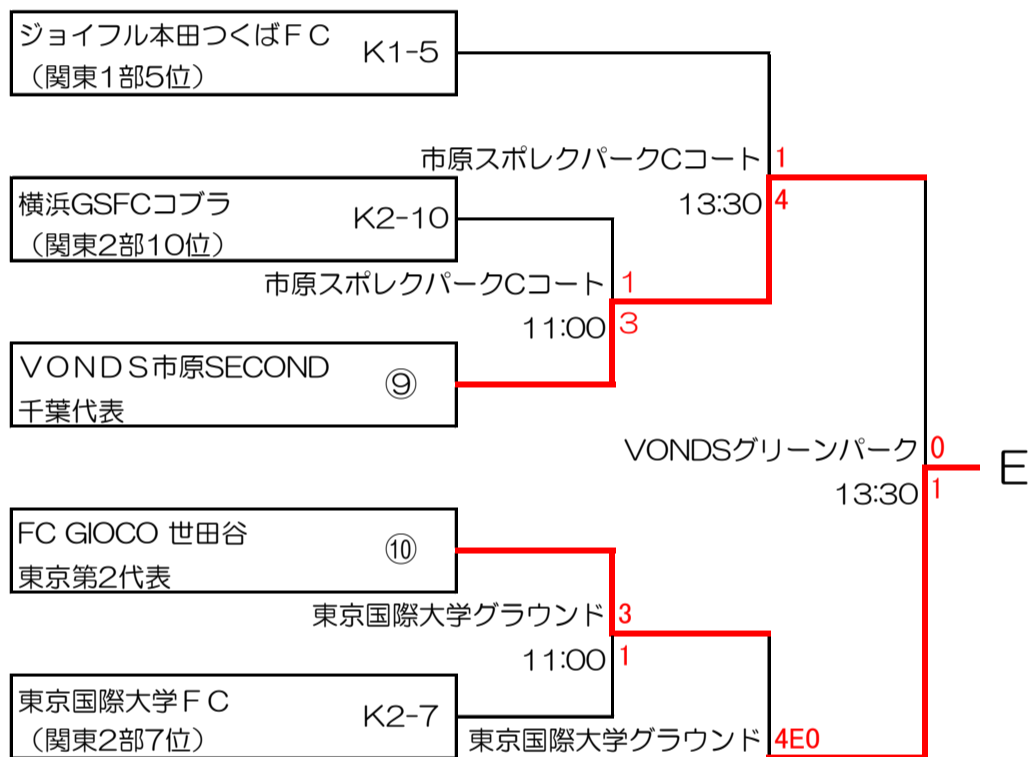 ジョイフル本田つくばＦＣ
（関東１部5位）
K1-5
市原スポレクパークCコート
1
13:30
4
横浜GSFCコブラ
（関東２部１０位）
K2-10
市原スポレクパークCコート
1
11:00
3
ＶＯＮＤＳ市原SECOND
千葉代表
⑨
VONDSグリーンパーク
0
13:30
1
E
FC GIOCO 世田谷
東京第2代表
⑩
東京国際大学グラウンド
3
11:00
1
東京国際大学ＦＣ
（関東２部7位）
K2-7
東京国際大学グラウンド
4E0